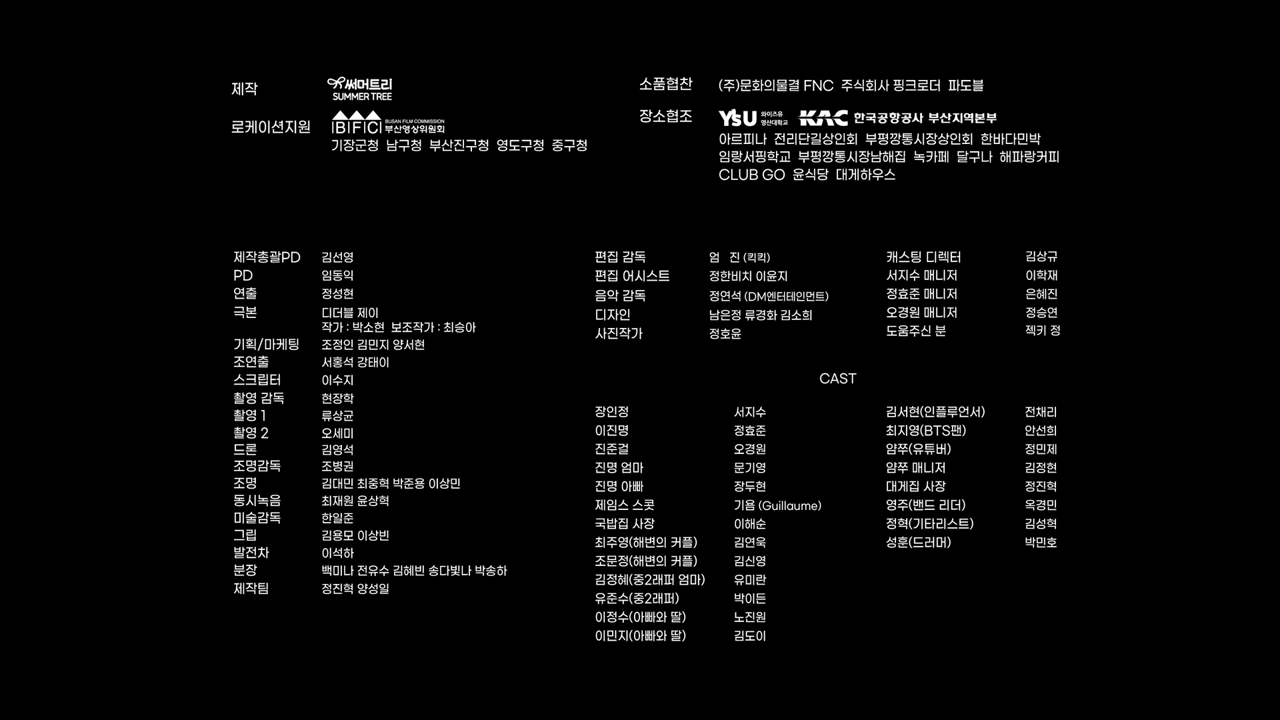 제작 써머트리
SUMMER TREE
로케이션지원 BIFIC BUSAN FILM COMMISSION
부산영상위원회
기장군청 남구청 부산진구청 영도구청 중구청
소품협찬 (주)문화의물결 FNC 주식회사 핑크로더 파도블
장소협조 YSU 와이즈유 영산대학교 KAC 한국공항공사 부산지역본부
아르피나 전리단길상인회 부평깡통시장상인회 한바다민박
임랑서핑학교 부평깡통시장남해집 녹카페 달구나 해파랑커피
CLUB GO 윤식당 대게하우스
제작총괄PD 김선영
PD 임동익
연출 정성현
극본 디더블 제이
작가 : 박소현 보조작가 : 최승아
기획/마케팅 조정인 김민지 양서현
조연출 서홍석 강태이
스크립터 이수지
촬영 감독 현장학
촬영 1 류상균
촬영 2 오세미
드론 김영석
조명감독 조병권
조명 김대민 최중혁 박준용 이상민
동시녹음 최재원 윤상혁
미술감독 한일준
그립 김용모 이상빈
발전차 이석하
분장 백미나 전유수 김혜빈 송다빛나 박송하
제작팀 정진혁 양성일
편집 감독 엄 진 (킥킥)
편집 어시스트 정한비치 이윤지
음악 감독 정연석 (DM엔터테인먼트)
디자인 남은정 류경화 김소희
사진작가 정호윤
캐스팅 디렉터 김상규
서지수 매니저 이학재
정효준 매니저 은혜진
오경원 매니저 정승연
도움주신 분 젝키 정
CAST
장인정 서지수
이진명 정효준
진준걸 오경원
진명 엄마 문기영
진명 아빠 장두현
제임스 스콧 기욤 (Guillaume)
국밥집 사장 이해순
최주영(해변의 커플) 김연욱
조문정(해변의 커플) 김신영
김정혜(중2래퍼 엄마) 유미란
유준수(중2래퍼) 박이든
이정수(아빠와 딸) 노진원
이민지(아빠와 딸) 김도이
김서현(인플루언서) 전채리
최지영(BTS팬) 안선희
얌쭈(유튜버) 정민제
얌쭈 매니저 김정현
대게집 사장 정진혁
영주(밴드 리더) 옥경민
정혁(기타리스트) 김성혁
성훈(드러머) 박민호